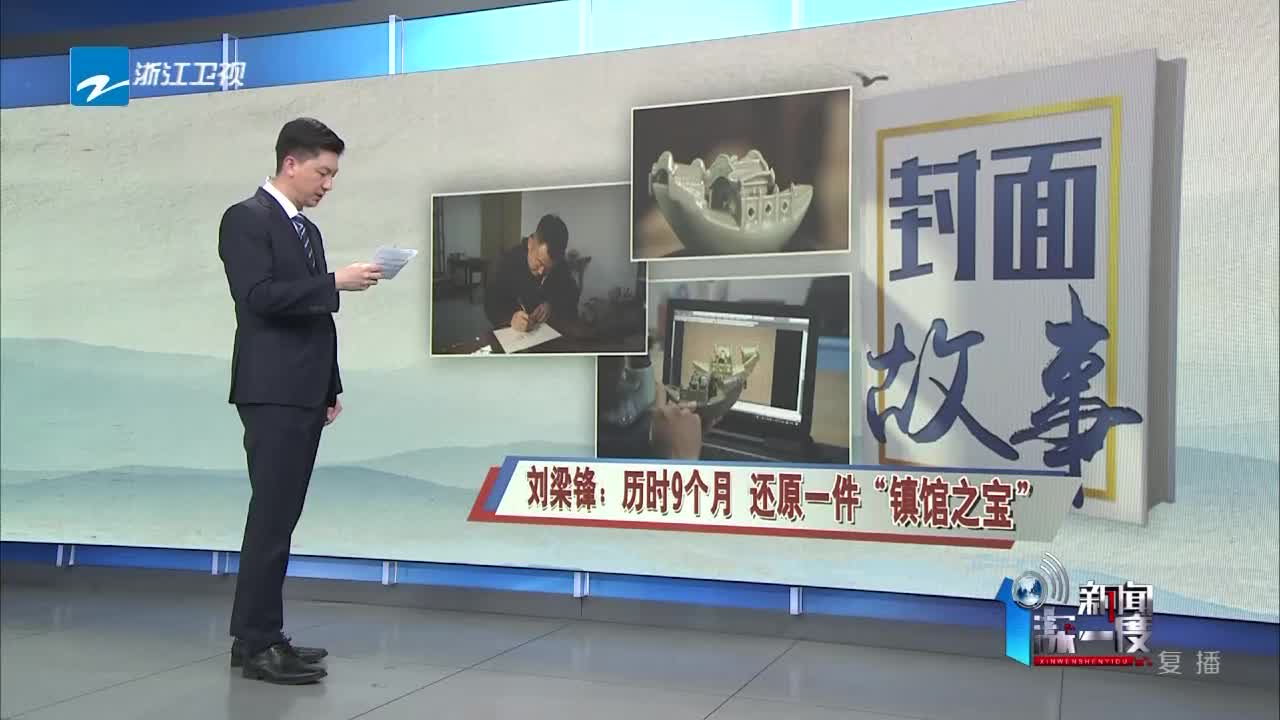 浙江卫视
封面
故事
刘梁锋：历时9个月 还原一件“镇馆之宝”
新闻
深一度
XINWENSHENYIDU
复播